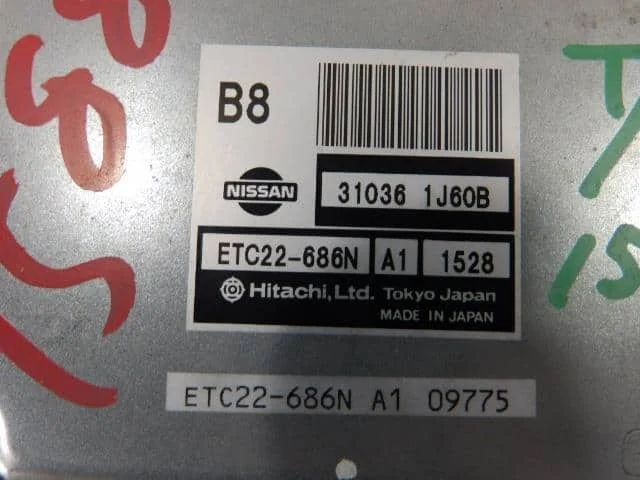 B8
NISSAN
31036 1J60B
ETC22-686N A1 1528
Hitachi, Ltd. Tokyo Japan
MADE IN JAPAN
ETC22-686N A1 09775
T/
15